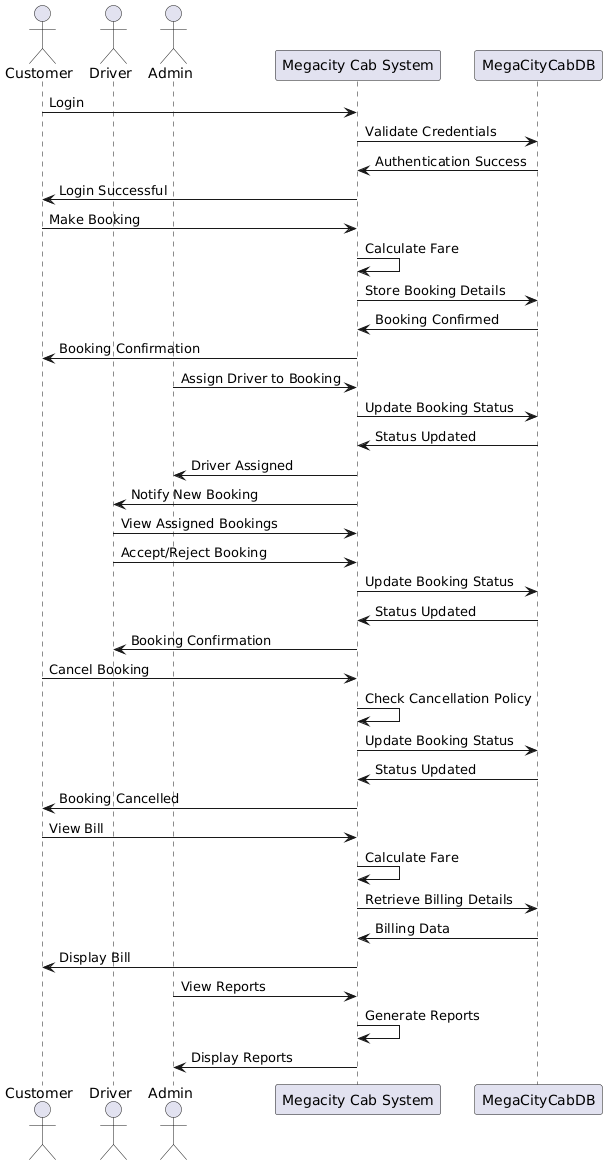 Customer
Driver
Admin
Megacity Cab System
MegaCityCabDB
Login
Validate Credentials
Authentication Success
Login Successful
Make Booking
Calculate Fare
Store Booking Details
Booking Confirmed
Booking Confirmation
Assign Driver to Booking
Update Booking Status
Status Updated
Driver Assigned
Notify New Booking
View Assigned Bookings
Accept/Reject Booking
Update Booking Status
Status Updated
Booking Confirmation
Cancel Booking
Check Cancellation Policy
Update Booking Status
Status Updated
Booking Cancelled
View Bill
Calculate Fare
Retrieve Billing Details
Billing Data
Display Bill
View Reports
Generate Reports
Display Reports
Customer
Driver
Admin
Megacity Cab System
MegaCityCabDB